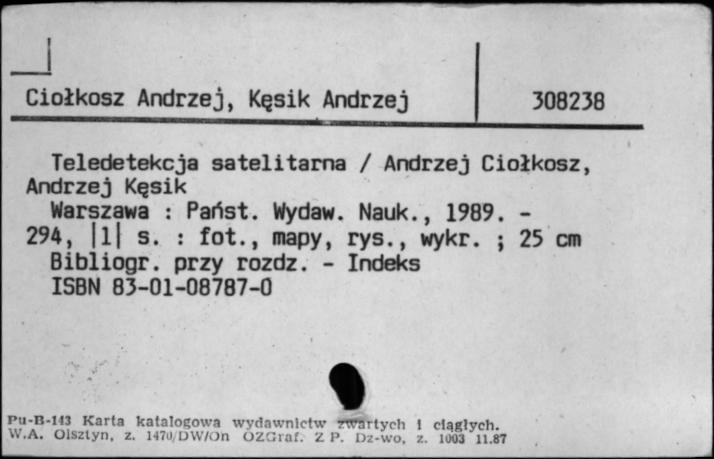 Ciołkosz Andrzej, Kęsik Andrzej 308238
Teledetekcja satelitarna / Andrzej Ciołkosz,
Andrzej Kęsik
Warszawa : Państ. Wydaw. Nauk., 1989. -
294, |1| s. : fot., mapy, rys., wykr. ; 25 cm
Bibliogr. przy rozdz. - Indeks
ISBN 83-01-08787-0
Pu-B-143 Karta katalogowa wydawnictw zwartych i ciągłych.
W.A. Olsztyn, z. 1470/DW/On OZGraf. Z P. Dz-wo, z. 1003 11.87